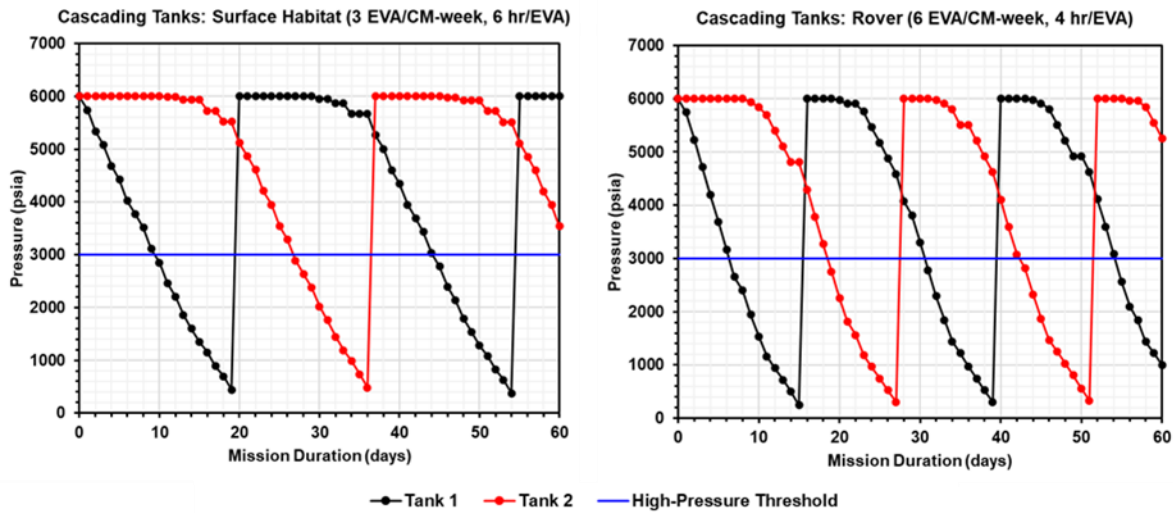 Cascading Tanks: Surface Habitat (3 EVA/CM-week, 6 hr/EVA)
7000
6000
5000
4000
3000
2000
1000
0
Pressure (psia)
0 10 20 30 40 50 60
Mission Duration (days)
Cascading Tanks: Rover (6 EVA/CM-week, 4 hr/EVA)
7000
6000
5000
4000
3000
2000
1000
0
Pressure (psia)
0 10 20 30 40 50 60
Mission Duration (days)
Tank 1 Tank 2 High-Pressure Threshold